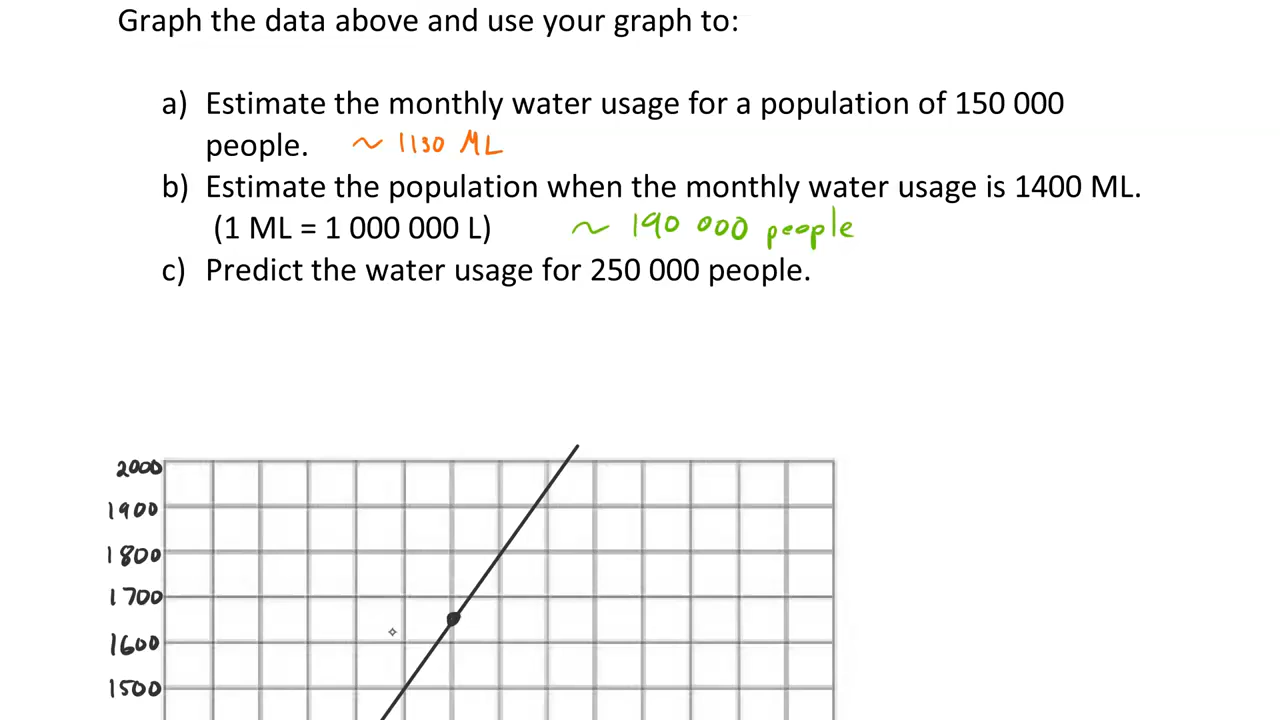 Graph the data above and use your graph to:
a) Estimate the monthly water usage for a population of 150 000
people. ~ 1130 ML
b) Estimate the population when the monthly water usage is 1400 ML.
(1 ML = 1 000 000 L) ~ 190 000 people
c) Predict the water usage for 250 000 people.
2000
1900
1800
1700
1600
1500